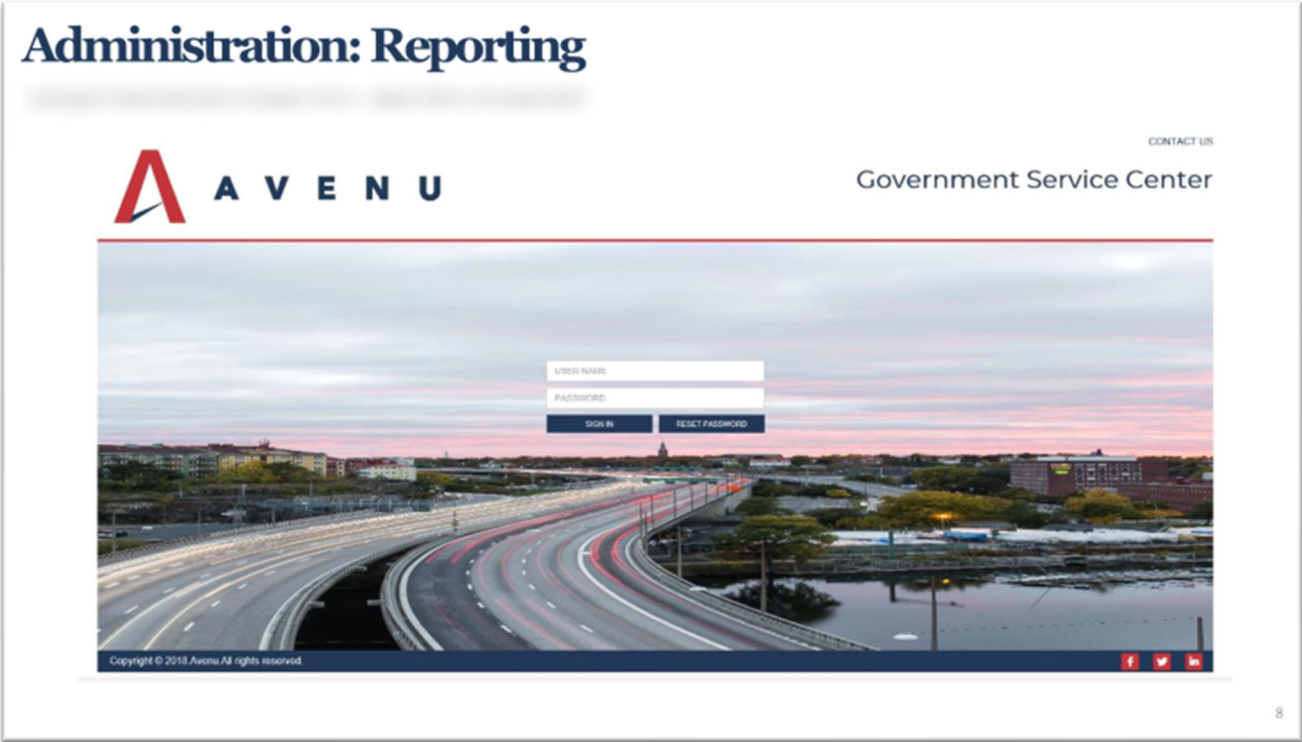 Administration: Reporting
CONTACT US
AVENU
Government Service Center
USER NAME
PASSWORD
SIGN IN
RESET PASSWORD
Copyright © 2018.Avenu.All rights reserved.
8